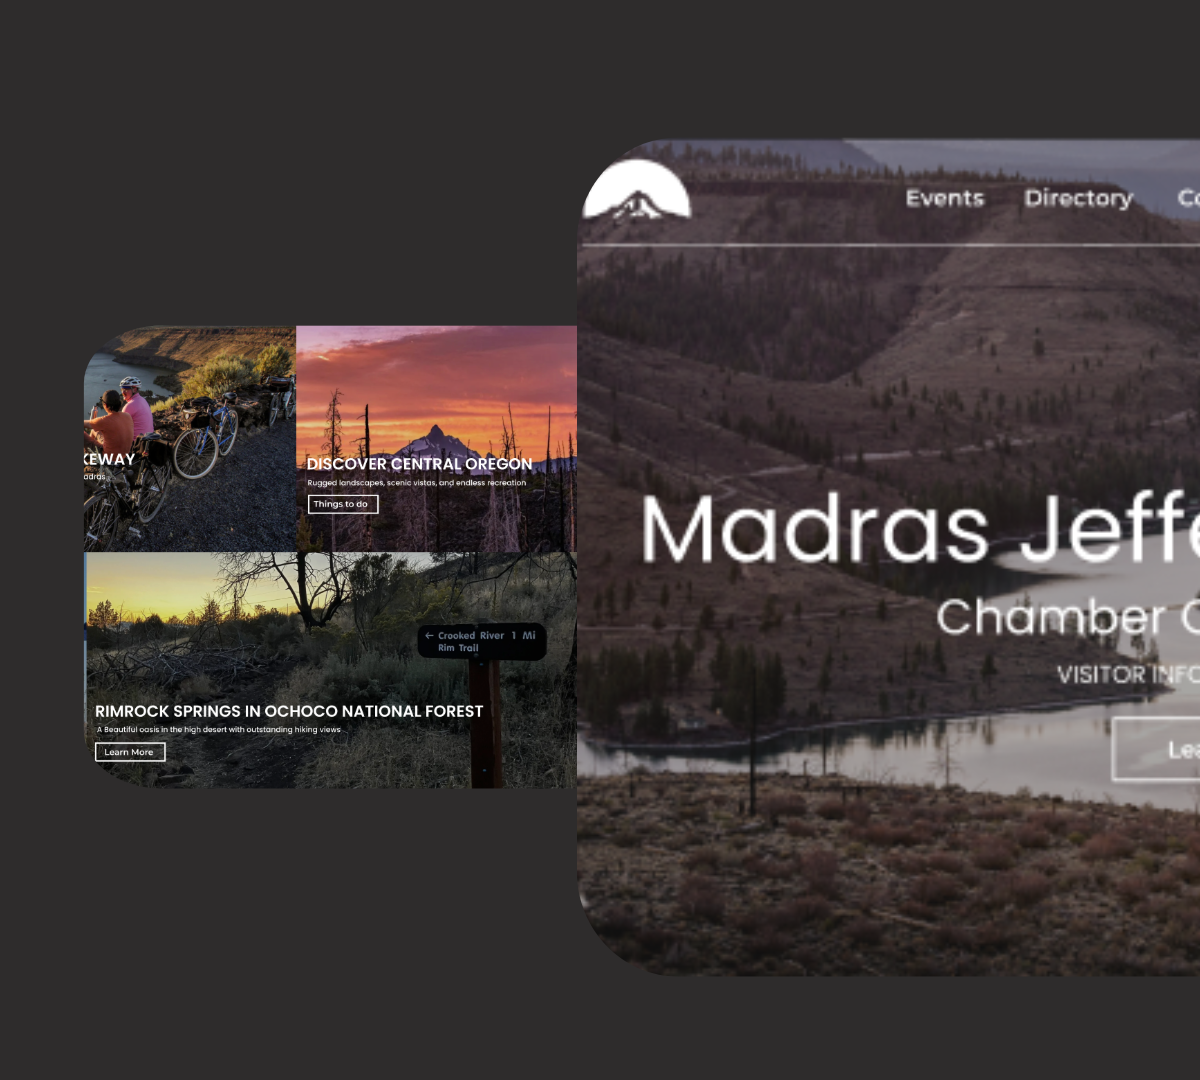 Events Directory
KEWAY
DISCOVER CENTRAL OREGON
Rugged landscapes, scenic vistas, and endless recreation
Things to do
Madras Jeffe
Chamber
VISITOR INFO
Lea
← Crooked River 1 Mi
Rim Trail
RIMROCK SPRINGS IN OCHOCO NATIONAL FOREST
A Beautiful oasis in the high desert with outstanding hiking views
Learn More